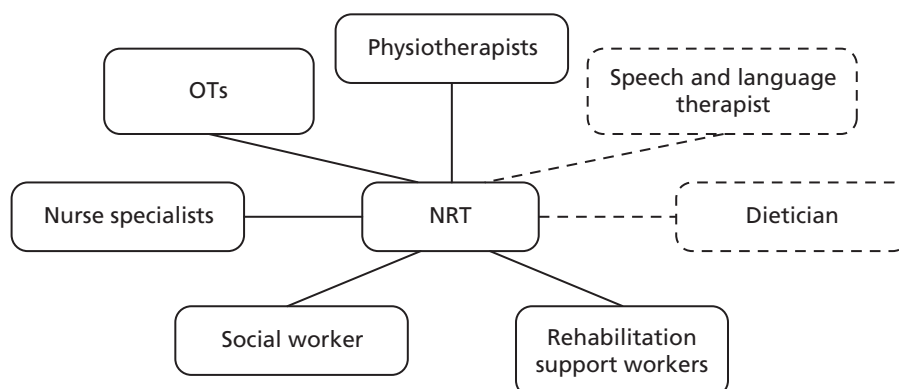 Physiotherapists
OTs
Speech and language
therapist
Nurse specialists
NRT
Dietician
Social worker
Rehabilitation
support workers